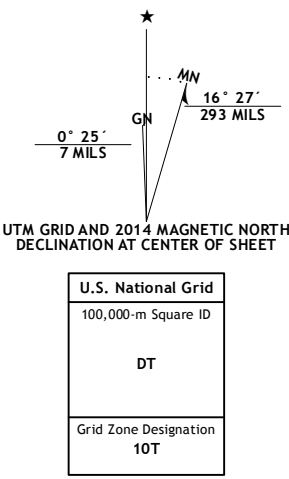 ★
MN
GN
16° 27´
293 MILS
0° 25´
7 MILS
UTM GRID AND 2014 MAGNETIC NORTH
DECLINATION AT CENTER OF SHEET
U.S. National Grid
100,000-m Square ID
DT
Grid Zone Designation
10T